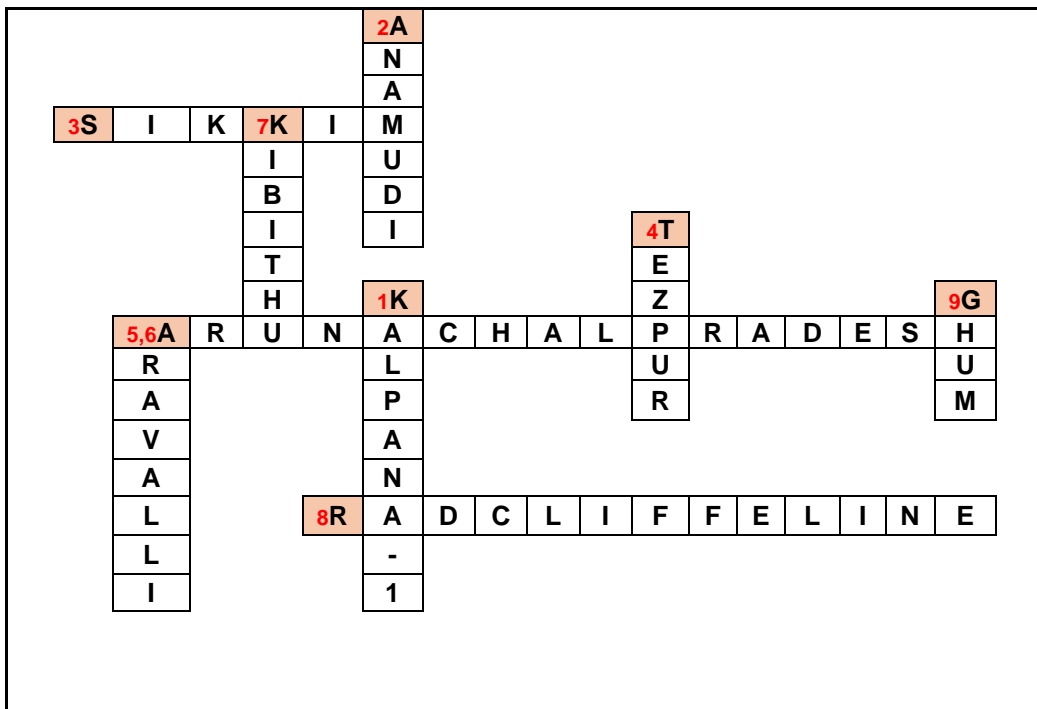 2A
N
A
3S I K 7K I M
I U
B D
I I 4T
T E
H 1K Z 9G
5,6A R U N A C H A L P R A D E S H
R L U U
A P R M
V A
A N
L 8R A D C L I F F E L I N E
L -
I 1